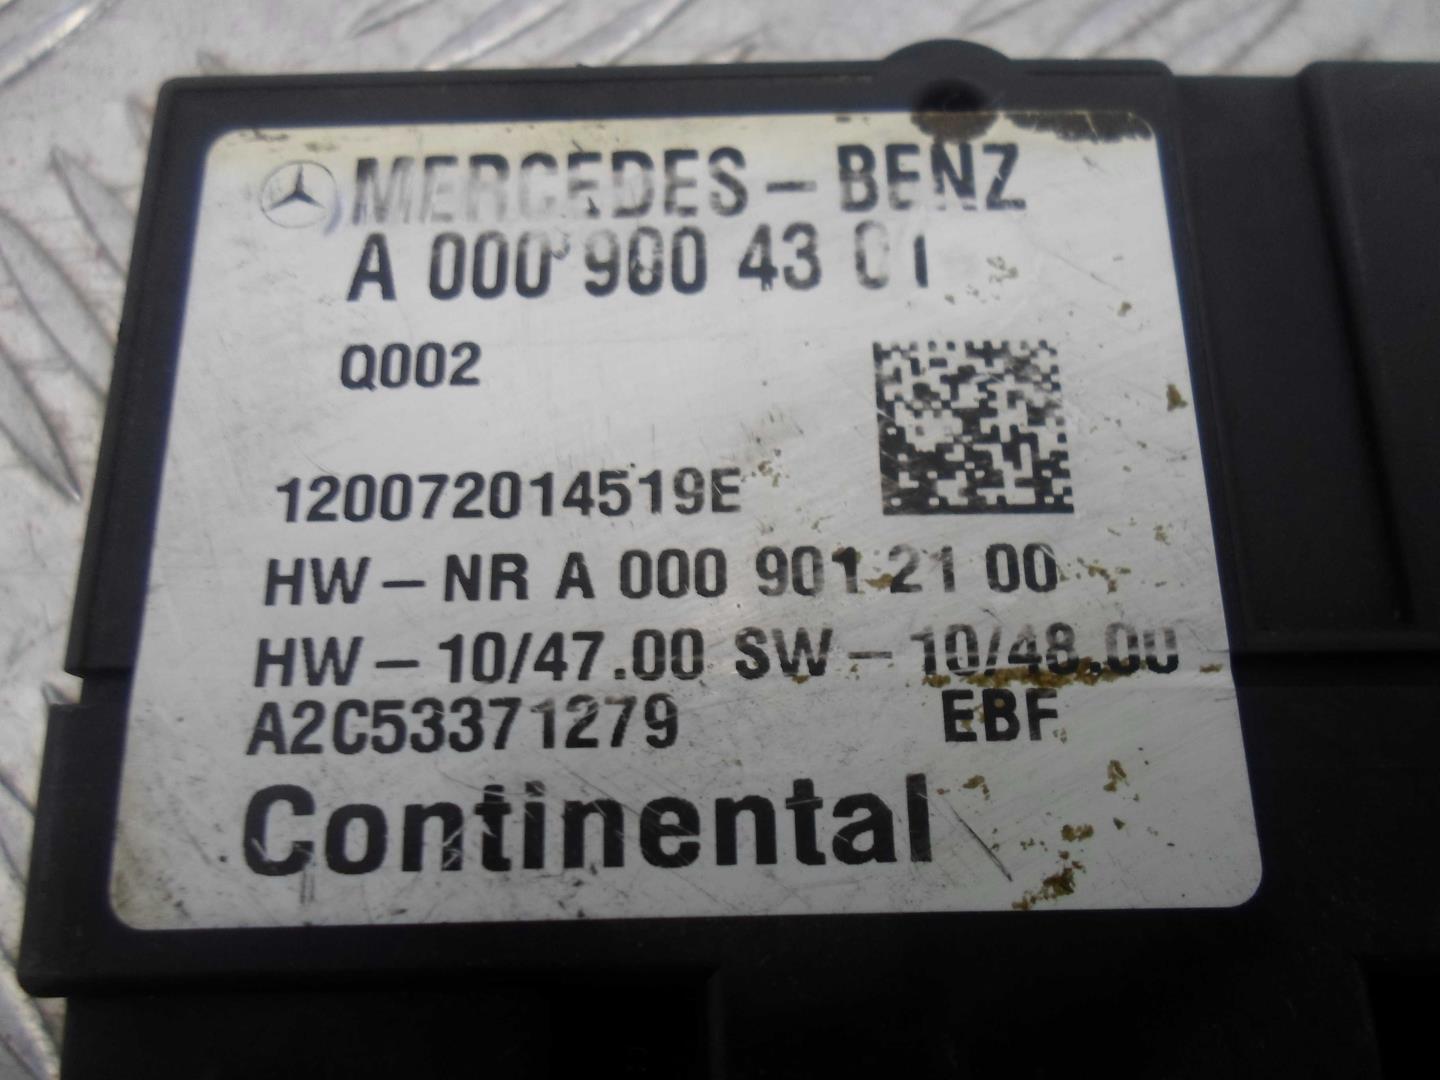 MERCEDES-BENZ
A 000 900 43 01
Q002
120072014519E
HW-NR A 000 901 21 00
HW-10/47.00 SW-10/48.00
A2C53371279 EBF
Continental